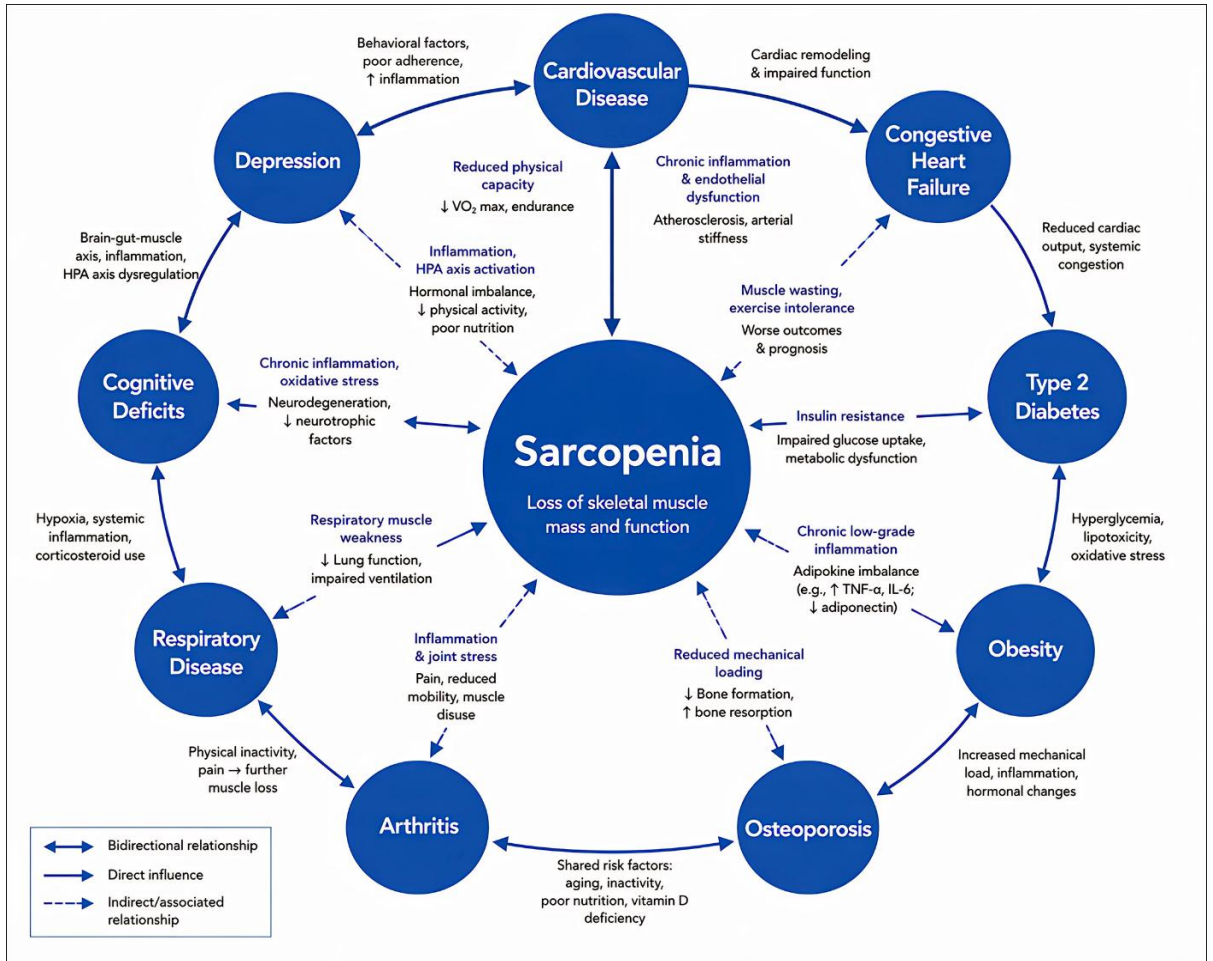 Behavioral factors,
poor adherence,
↑ inflammation
Cardiovascular
Disease
Cardiac remodeling
& impaired function
Depression
Congestive
Heart
Failure
Reduced physical
capacity
↓ VO₂ max, endurance
Chronic inflammation
& endothelial
dysfunction
Atherosclerosis, arterial
stiffness
Brain-gut-muscle
axis, inflammation,
HPA axis dysregulation
Inflammation,
HPA axis activation
Hormonal imbalance,
↓ physical activity,
poor nutrition
Muscle wasting,
exercise intolerance
Worse outcomes
& prognosis
Reduced cardiac
output, systemic
congestion
Cognitive
Deficits
Chronic inflammation,
oxidative stress
Neurodegeneration,
↓ neurotrophic
factors
Sarcopenia
Loss of skeletal muscle
mass and function
Insulin resistance
Impaired glucose uptake,
metabolic dysfunction
Type 2
Diabetes
Hypoxia, systemic
inflammation,
corticosteroid use
Respiratory muscle
weakness
↓ Lung function,
impaired ventilation
Chronic low-grade
inflammation
Adipokine imbalance
(e.g., ↑ TNF-α, IL-6;
↓ adiponectin)
Hyperglycemia,
lipotoxicity,
oxidative stress
Respiratory
Disease
Inflammation
& joint stress
Pain, reduced
mobility, muscle
disuse
Reduced mechanical
loading
↓ Bone formation,
↑ bone resorption
Obesity
Physical inactivity,
pain → further
muscle loss
Arthritis
Osteoporosis
Increased mechanical
load, inflammation,
hormonal changes
Shared risk factors:
aging, inactivity,
poor nutrition, vitamin D
deficiency
Bidirectional relationship
Direct influence
Indirect/associated
relationship